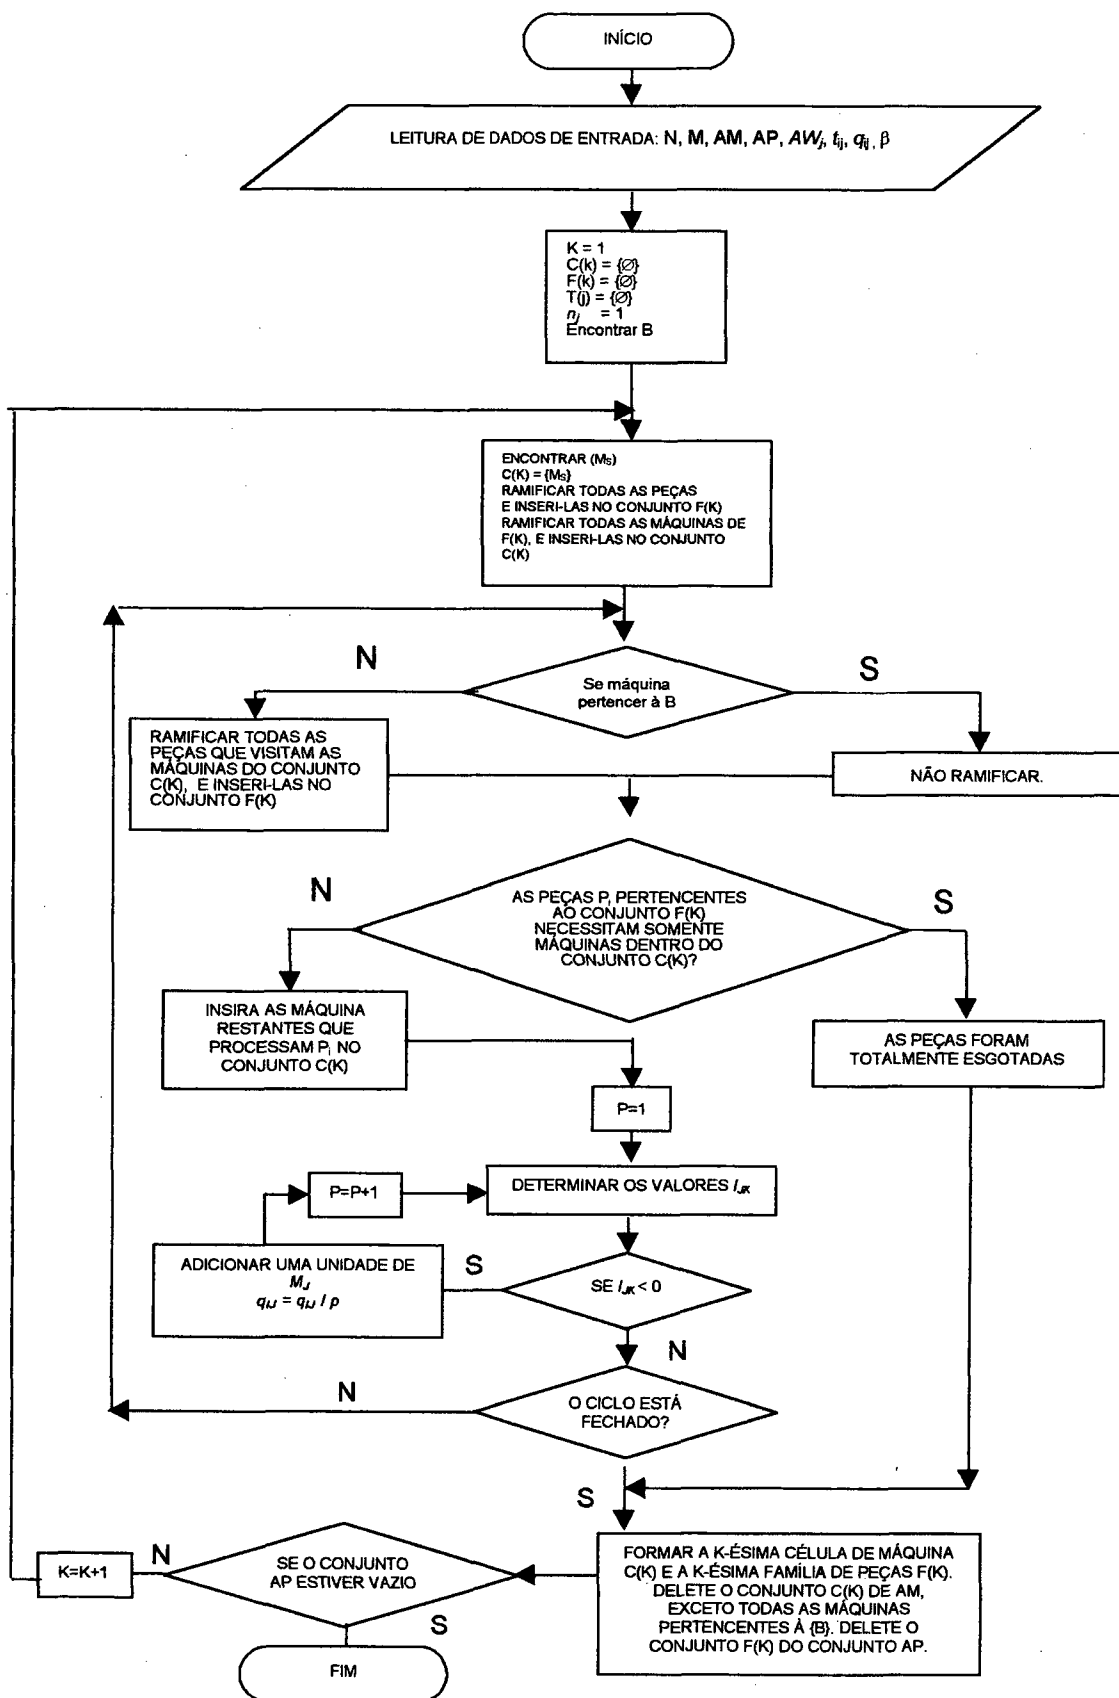 INÍCIO
LEITURA DE DADOS DE ENTRADA: N, M, AM, AP, AWj, tij, qij, β
K = 1
C(k) = {∅}
F(k) = {∅}
T(j) = {∅}
nj = 1
Encontrar B
ENCONTRAR (Ms)
C(K) = {Ms}
RAMIFICAR TODAS AS PEÇAS
E INSERI-LAS NO CONJUNTO F(K)
RAMIFICAR TODAS AS MÁQUINAS DE
F(K), E INSERI-LAS NO CONJUNTO
C(K)
N
S
Se máquina
pertencer à B
RAMIFICAR TODAS AS
PEÇAS QUE VISITAM AS
MÁQUINAS DO CONJUNTO
C(K), E INSERI-LAS NO
CONJUNTO F(K)
NÃO RAMIFICAR.
N
S
AS PEÇAS Pi PERTENCENTES
AO CONJUNTO F(K)
NECESSITAM SOMENTE
MÁQUINAS DENTRO DO
CONJUNTO C(K)?
INSIRA AS MÁQUINA
RESTANTES QUE
PROCESSAM Pi NO
CONJUNTO C(K)
AS PEÇAS FORAM
TOTALMENTE ESGOTADAS
P=1
P=P+1
DETERMINAR OS VALORES IJK
ADICIONAR UMA UNIDADE DE
MJ
qIJ = qIJ / p
S
SE IJK < 0
N
N
O CICLO ESTÁ
FECHADO?
S
K=K+1
N
SE O CONJUNTO
AP ESTIVER VAZIO
S
FORMAR A K-ÉSIMA CÉLULA DE MÁQUINA
C(K) E A K-ÉSIMA FAMÍLIA DE PEÇAS F(K).
DELETE O CONJUNTO C(K) DE AM,
EXCETO TODAS AS MÁQUINAS
PERTENCENTES À {B}. DELETE O
CONJUNTO F(K) DO CONJUNTO AP.
FIM